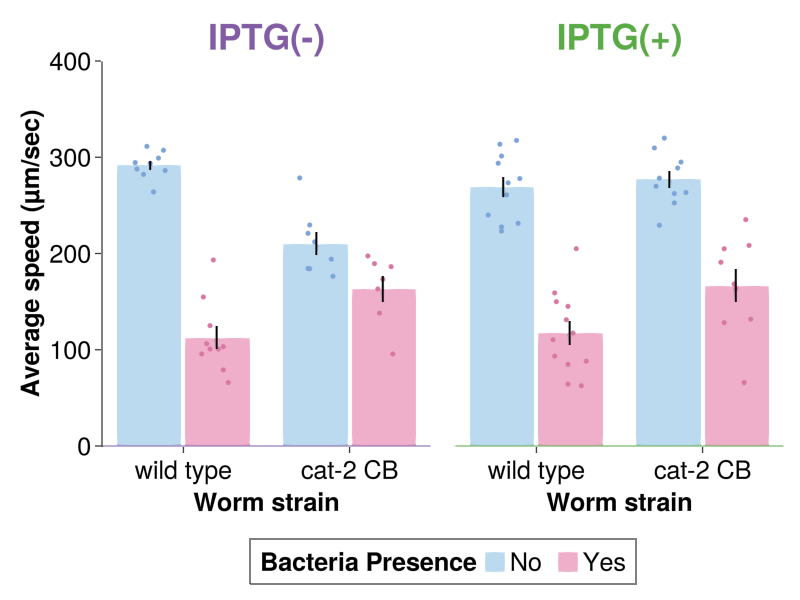 IPTG(-)
IPTG(+)
Average speed (µm/sec)
400
300
200
100
0
wild type
cat-2 CB
wild type
cat-2 CB
Worm strain
Worm strain
Bacteria Presence No Yes